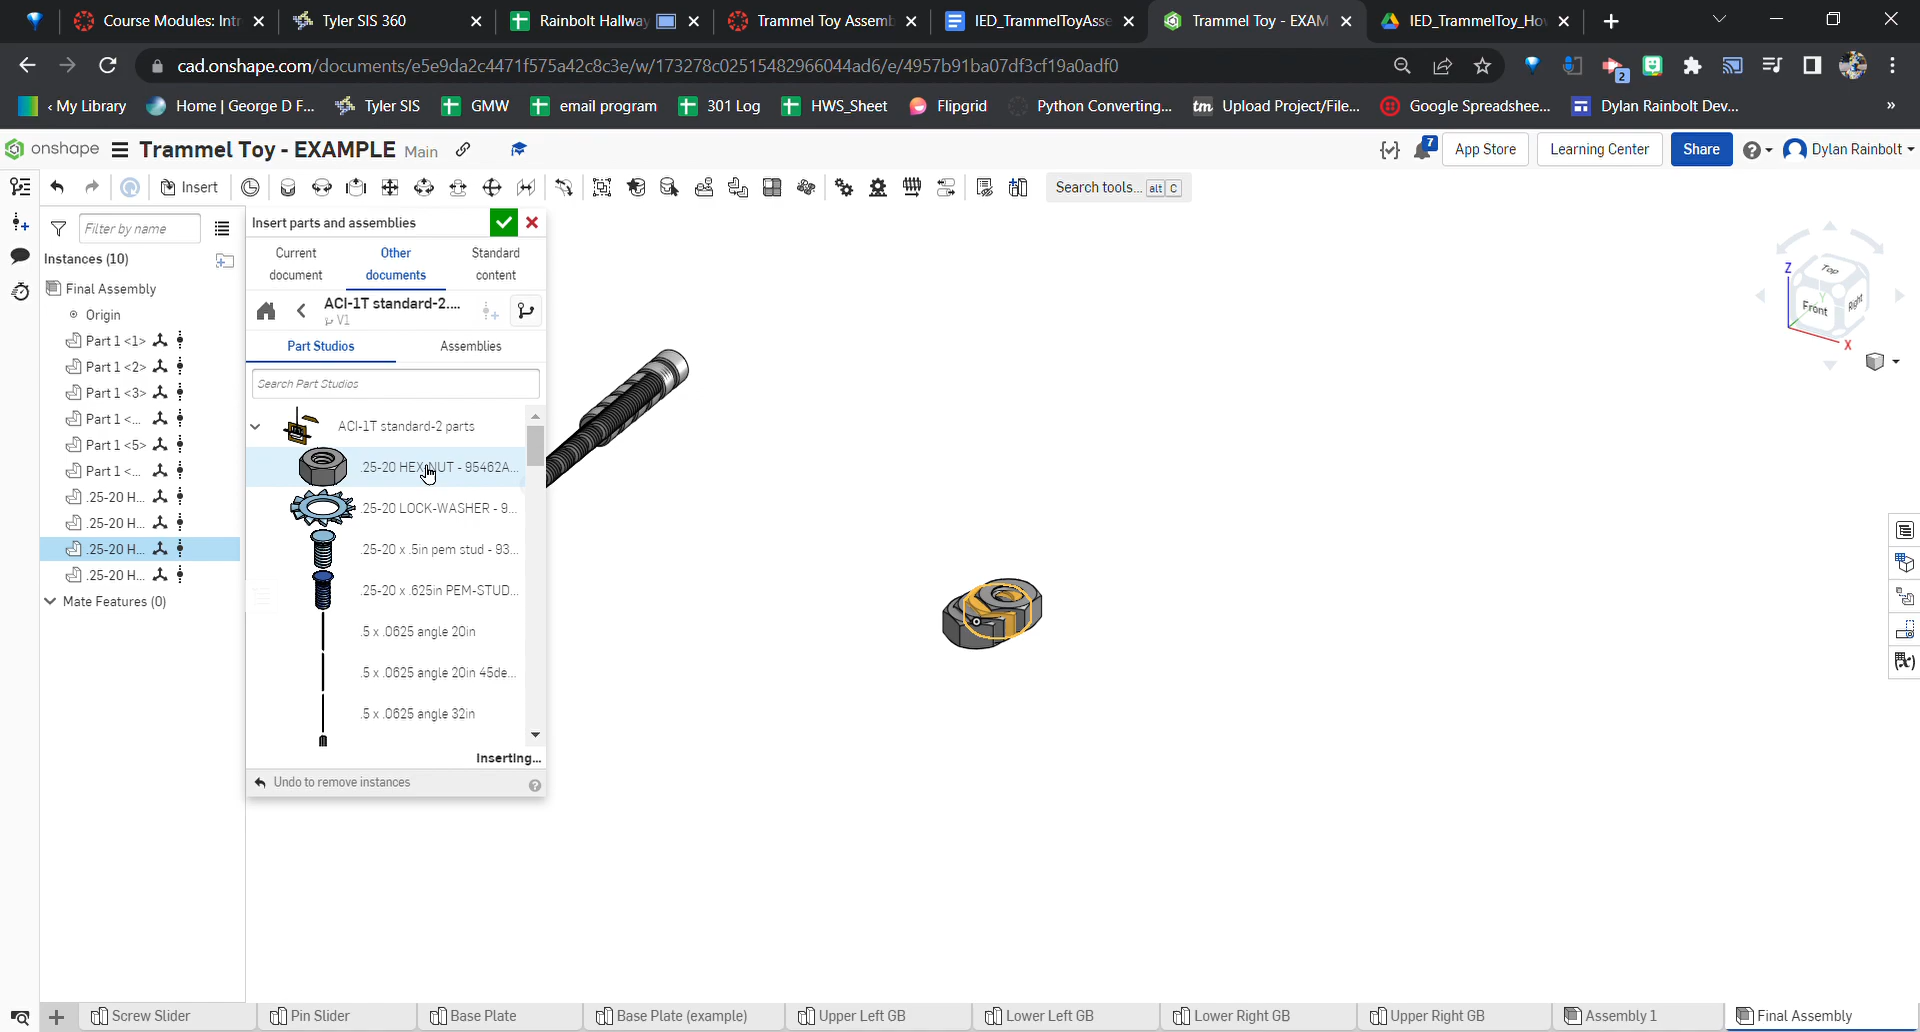 Course Modules: Intr
Tyler SIS 360
Rainbolt Hallway
Trammel Toy Assemb
IED_TrammelToyAsse
Trammel Toy - EXAM
IED_TrammelToy_Hov
cad.onshape.com/documents/e5e9da2c4471f575a42c8c3e/w/173278c02515482966044ad6/e/4957b91ba07df3cf19a0adf0
2
‹ My Library
Home | George D F...
Tyler SIS
GMW
email program
301 Log
HWS_Sheet
Flipgrid
Python Converting...
tm Upload Project/File...
Google Spreadshee...
Dylan Rainbolt Dev...
»
onshape
Trammel Toy - EXAMPLE Main
7
App Store
Learning Center
Share
Dylan Rainbolt
Insert
Search tools... alt C
Filter by name
Instances (10)
Final Assembly
Origin
Part 1 <1>
Part 1 <2>
Part 1 <3>
Part 1 <...
Part 1 <5>
Part 1 <...
.25-20 H...
.25-20 H...
.25-20 H...
.25-20 H...
Mate Features (0)
Insert parts and assemblies
Current document
Other documents
Standard content
ACI-1T standard-2....
V1
Part Studios
Assemblies
Search Part Studios
ACI-1T standard-2 parts
.25-20 HEX NUT - 95462A...
.25-20 LOCK-WASHER - 9...
.25-20 x .5in pem stud - 93...
.25-20 x .625in PEM-STUD...
.5 x .0625 angle 20in
.5 x .0625 angle 20in 45de...
.5 x .0625 angle 32in
Inserting...
Undo to remove instances
Top
Front
Right
Z
Y
X
Screw Slider
Pin Slider
Base Plate
Base Plate (example)
Upper Left GB
Lower Left GB
Lower Right GB
Upper Right GB
Assembly 1
Final Assembly